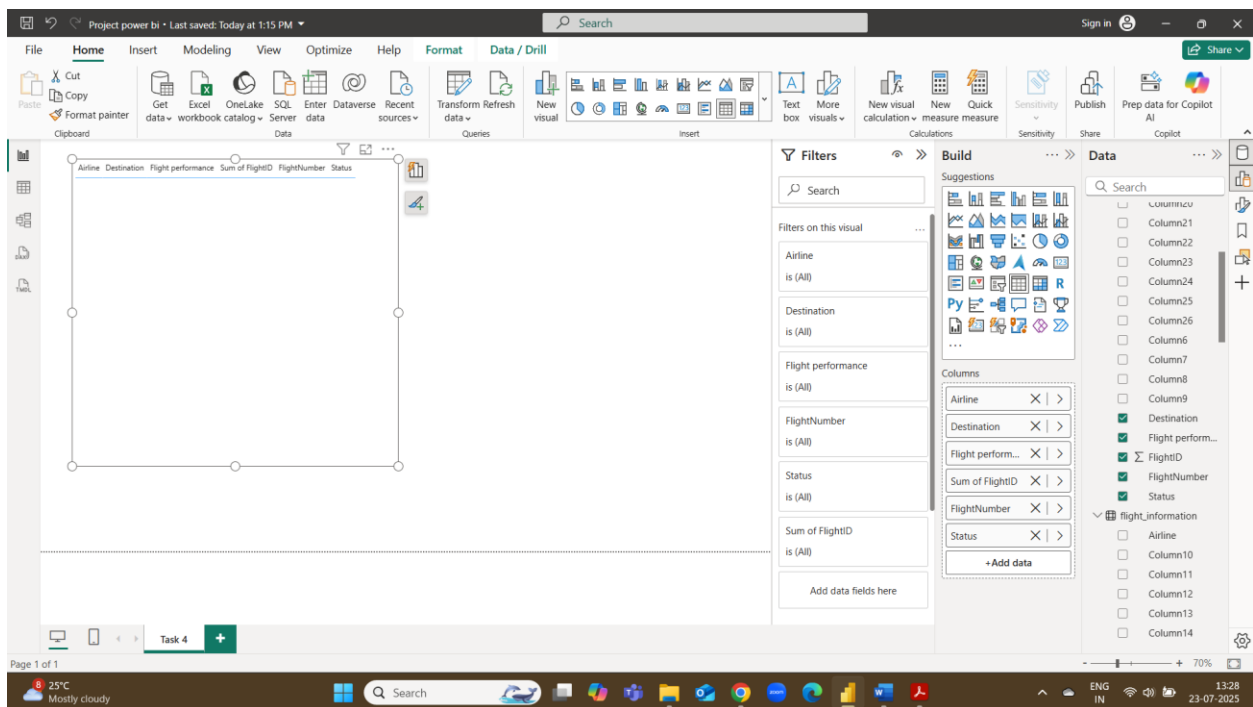 Project power bi • Last saved: Today at 1:15 PM
Search
Sign in
File Home Insert Modeling View Optimize Help Format Data / Drill
Share
Paste
Cut
Copy
Format painter
Clipboard
Get data
Excel workbook
OneLake catalog
SQL Server
Enter data
Dataverse
Recent sources
Data
Transform data
Refresh
Queries
New visual
Text box
More visuals
Insert
New visual calculation
New measure
Quick measure
Calculations
Sensitivity
Sensitivity
Publish
Share
Prep data for AI
Copilot
Copilot
Airline Destination Flight performance Sum of FlightID FlightNumber Status
Filters
Search
Filters on this visual
Airline
is (All)
Destination
is (All)
Flight performance
is (All)
FlightNumber
is (All)
Status
is (All)
Sum of FlightID
is (All)
Add data fields here
Build
Suggestions
123
R
Py
Columns
Airline
Destination
Flight perform...
Sum of FlightID
FlightNumber
Status
+Add data
Data
Search
Column20
Column21
Column22
Column23
Column24
Column25
Column26
Column6
Column7
Column8
Column9
Destination
Flight perform...
FlightID
FlightNumber
Status
flight_information
Airline
Column10
Column11
Column12
Column13
Column14
DAX
TMDL
Task 4
Page 1 of 1
70%
8
25°C
Mostly cloudy
Search
zoom
ENG
IN
13:28
23-07-2025